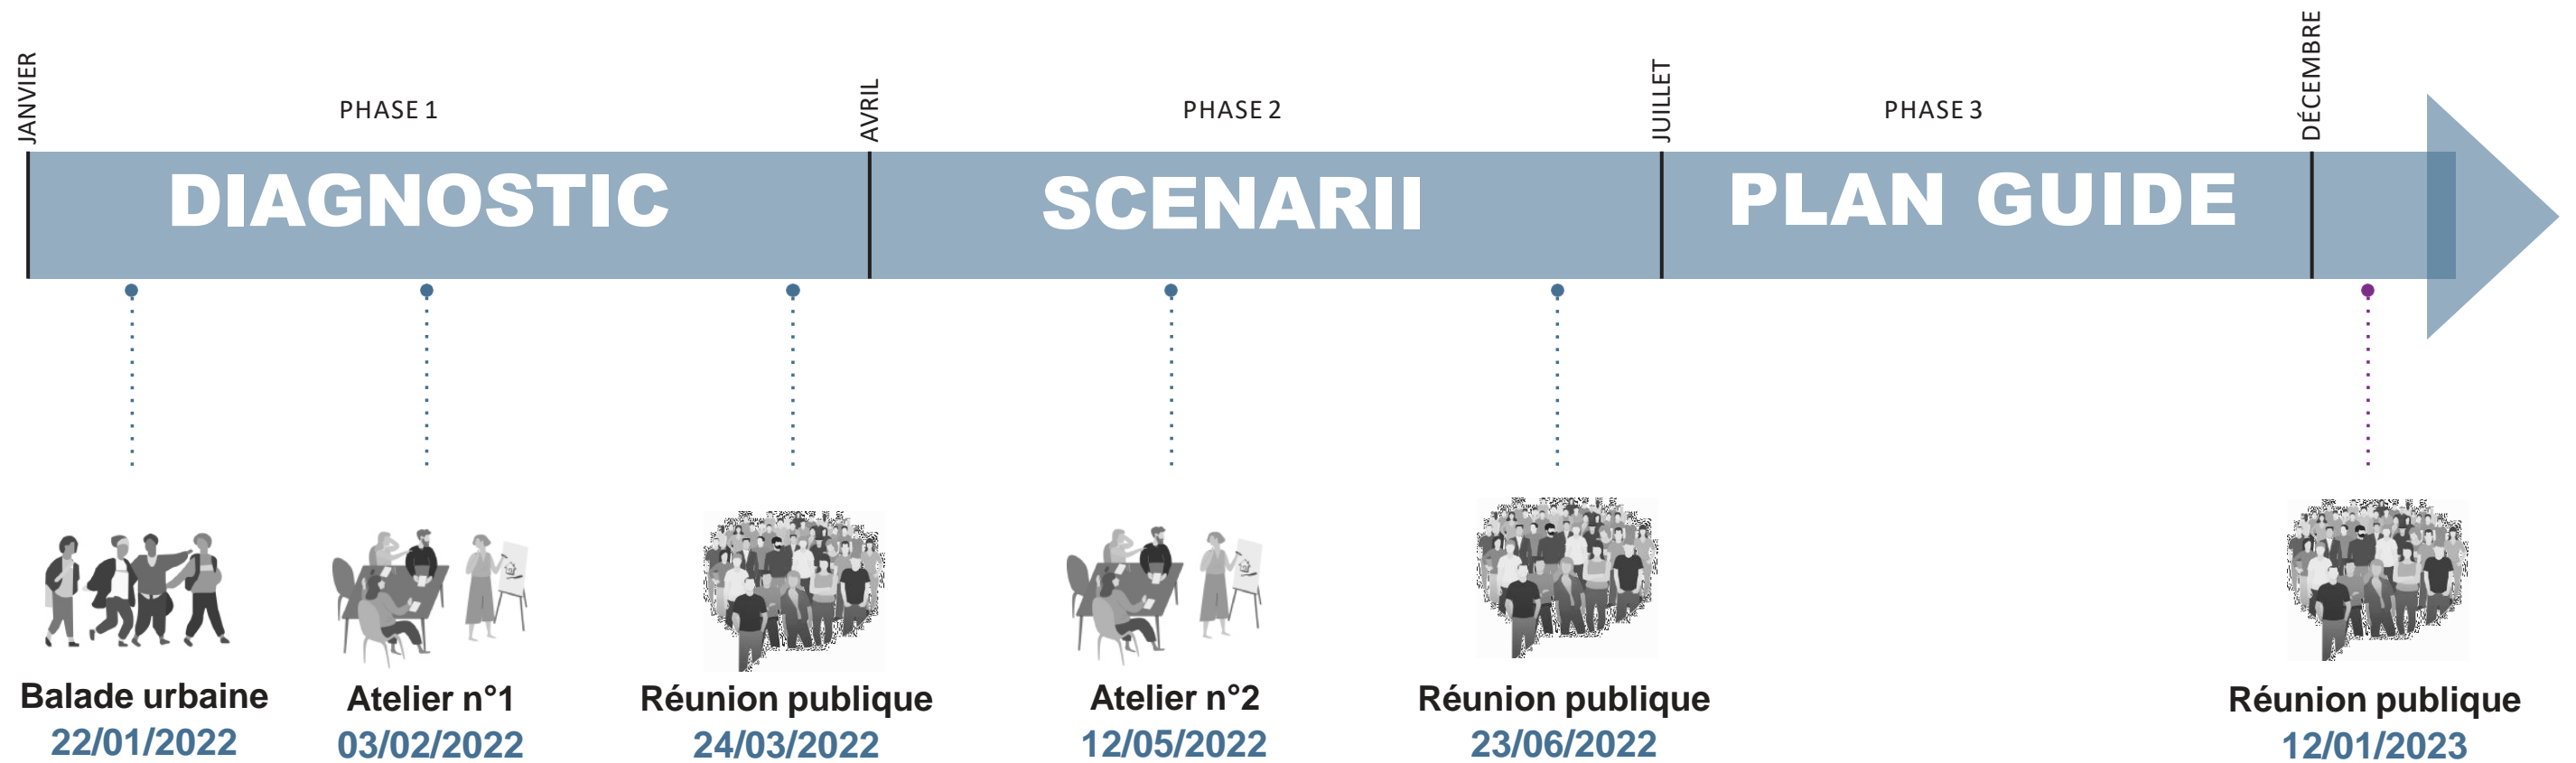 JANVIER
PHASE 1
AVRIL
PHASE 2
JUILLET
PHASE 3
DÉCEMBRE
DIAGNOSTIC
SCENARII
PLAN GUIDE
Balade urbaine
22/01/2022
Atelier n°1
03/02/2022
Réunion publique
24/03/2022
Atelier n°2
12/05/2022
Réunion publique
23/06/2022
Réunion publique
12/01/2023